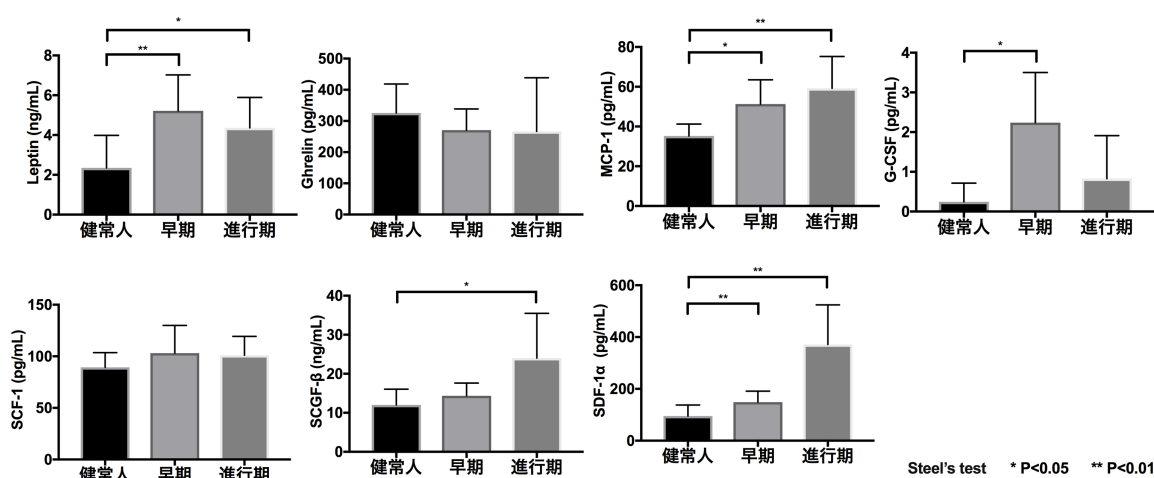 Leptin (ng/mL)
8
6
4
2
0
*
**
健常人 早期 進行期
Ghrelin (pg/mL)
500
400
300
200
100
0
健常人 早期 進行期
MCP-1 (pg/mL)
80
60
40
20
0
**
*
健常人 早期 進行期
G-CSF (pg/mL)
4
3
2
1
0
*
健常人 早期 進行期
SCF-1 (pg/mL)
150
100
50
0
健常人 早期 進行期
SCGF-β (ng/mL)
40
30
20
10
0
*
健常人 早期 進行期
SDF-1α (pg/mL)
600
400
200
0
**
**
健常人 早期 進行期
Steel's test * P<0.05 ** P<0.01